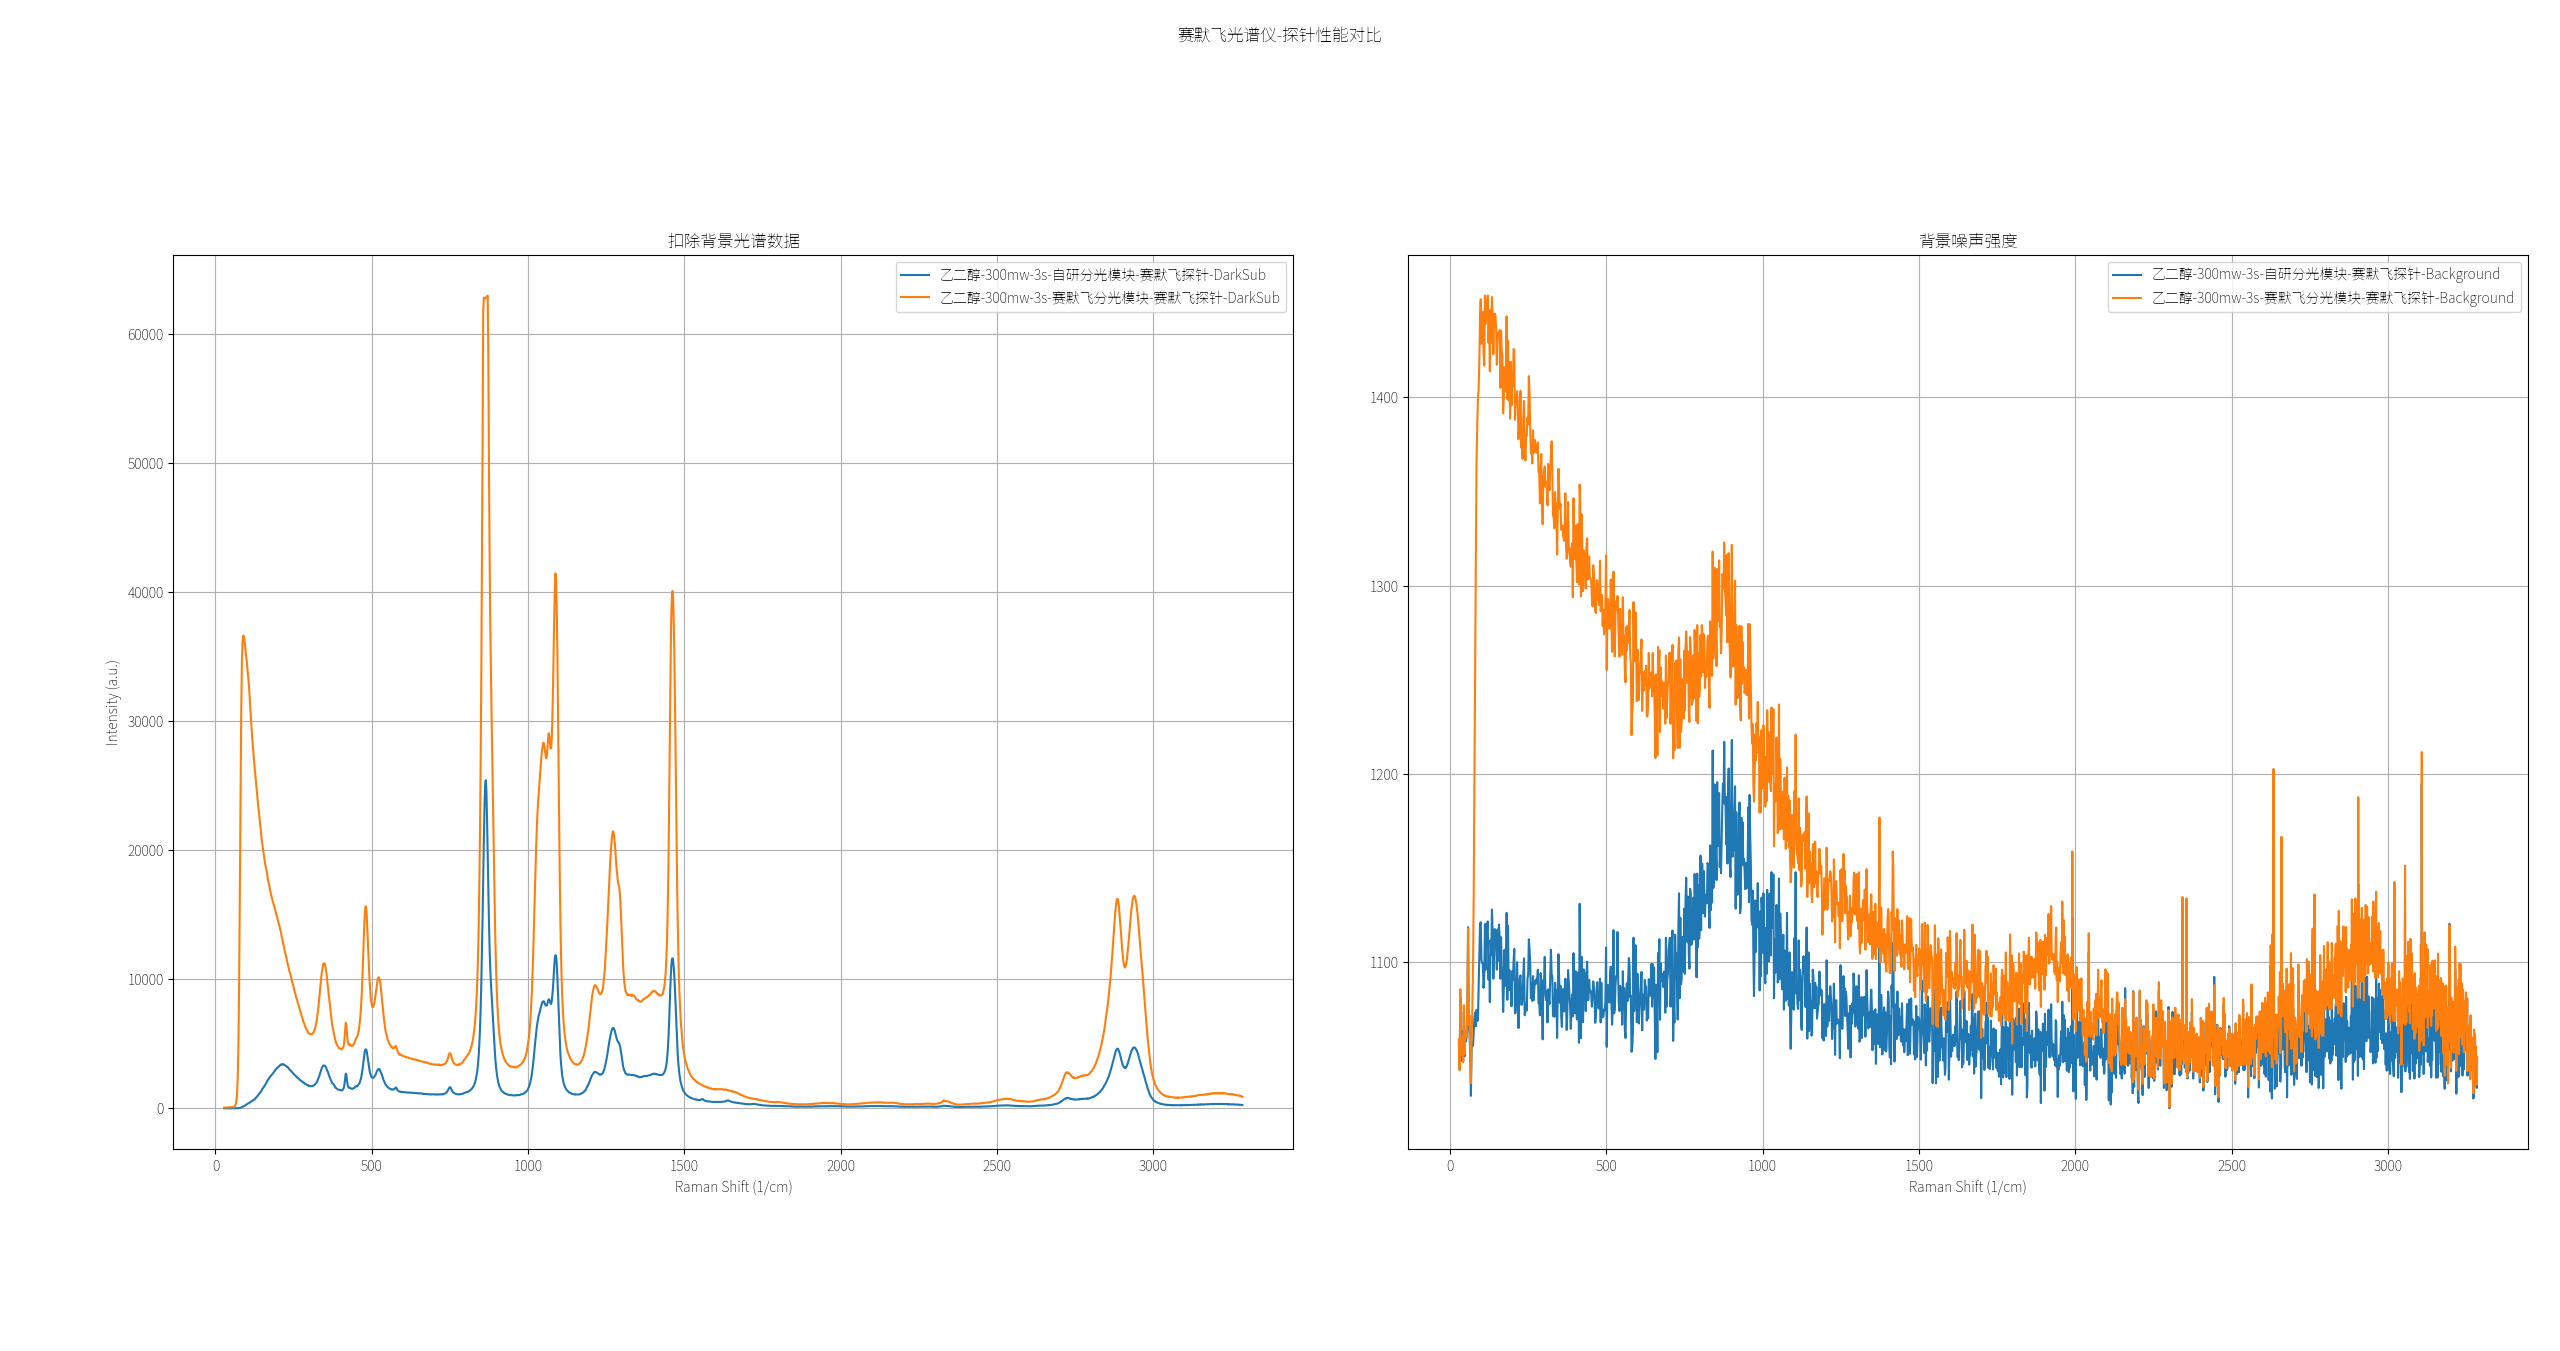 赛默飞光谱仪-探针性能对比
扣除背景光谱数据
乙二醇-300mw-3s-自研分光模块-赛默飞探针-DarkSub
乙二醇-300mw-3s-赛默飞分光模块-赛默飞探针-DarkSub
60000
50000
40000
30000
20000
10000
0
Intensity (a.u.)
0 500 1000 1500 2000 2500 3000
Raman Shift (1/cm)
背景噪声强度
乙二醇-300mw-3s-自研分光模块-赛默飞探针-Background
乙二醇-300mw-3s-赛默飞分光模块-赛默飞探针-Background
1400
1300
1200
1100
0 500 1000 1500 2000 2500 3000
Raman Shift (1/cm)